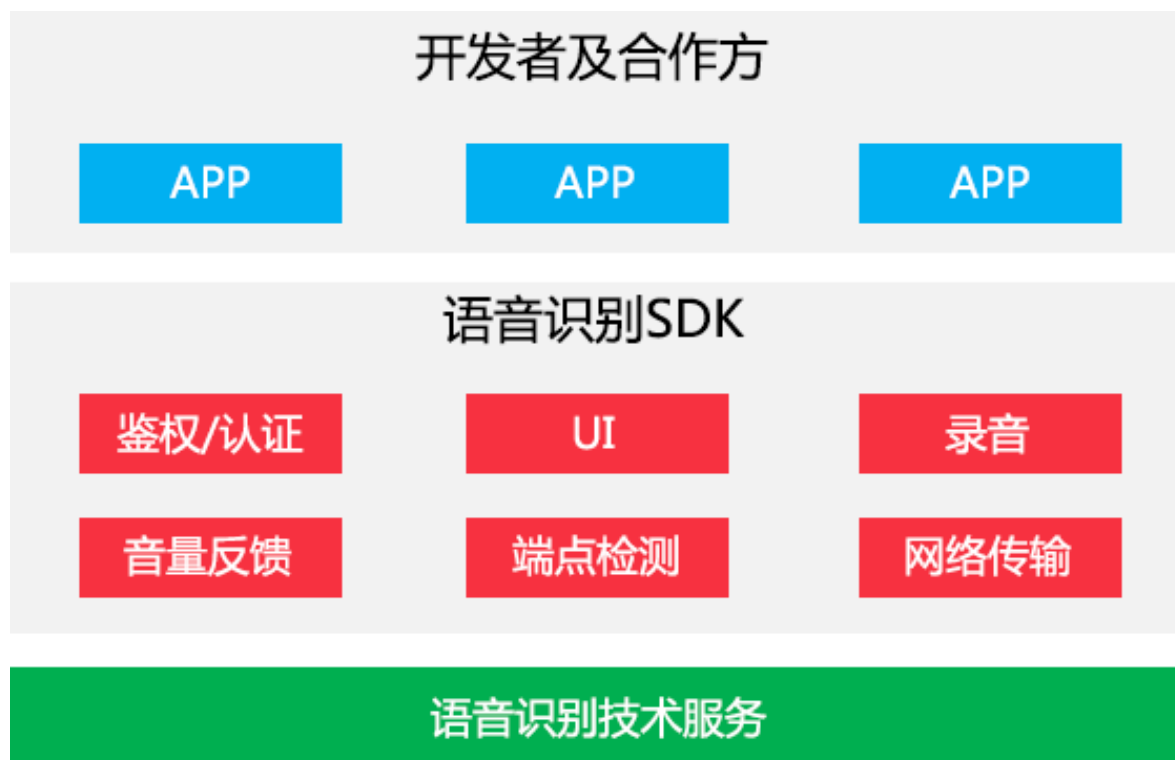 开发者及合作方
APP APP APP
语音识别SDK
鉴权/认证 UI 录音
音量反馈 端点检测 网络传输
语音识别技术服务